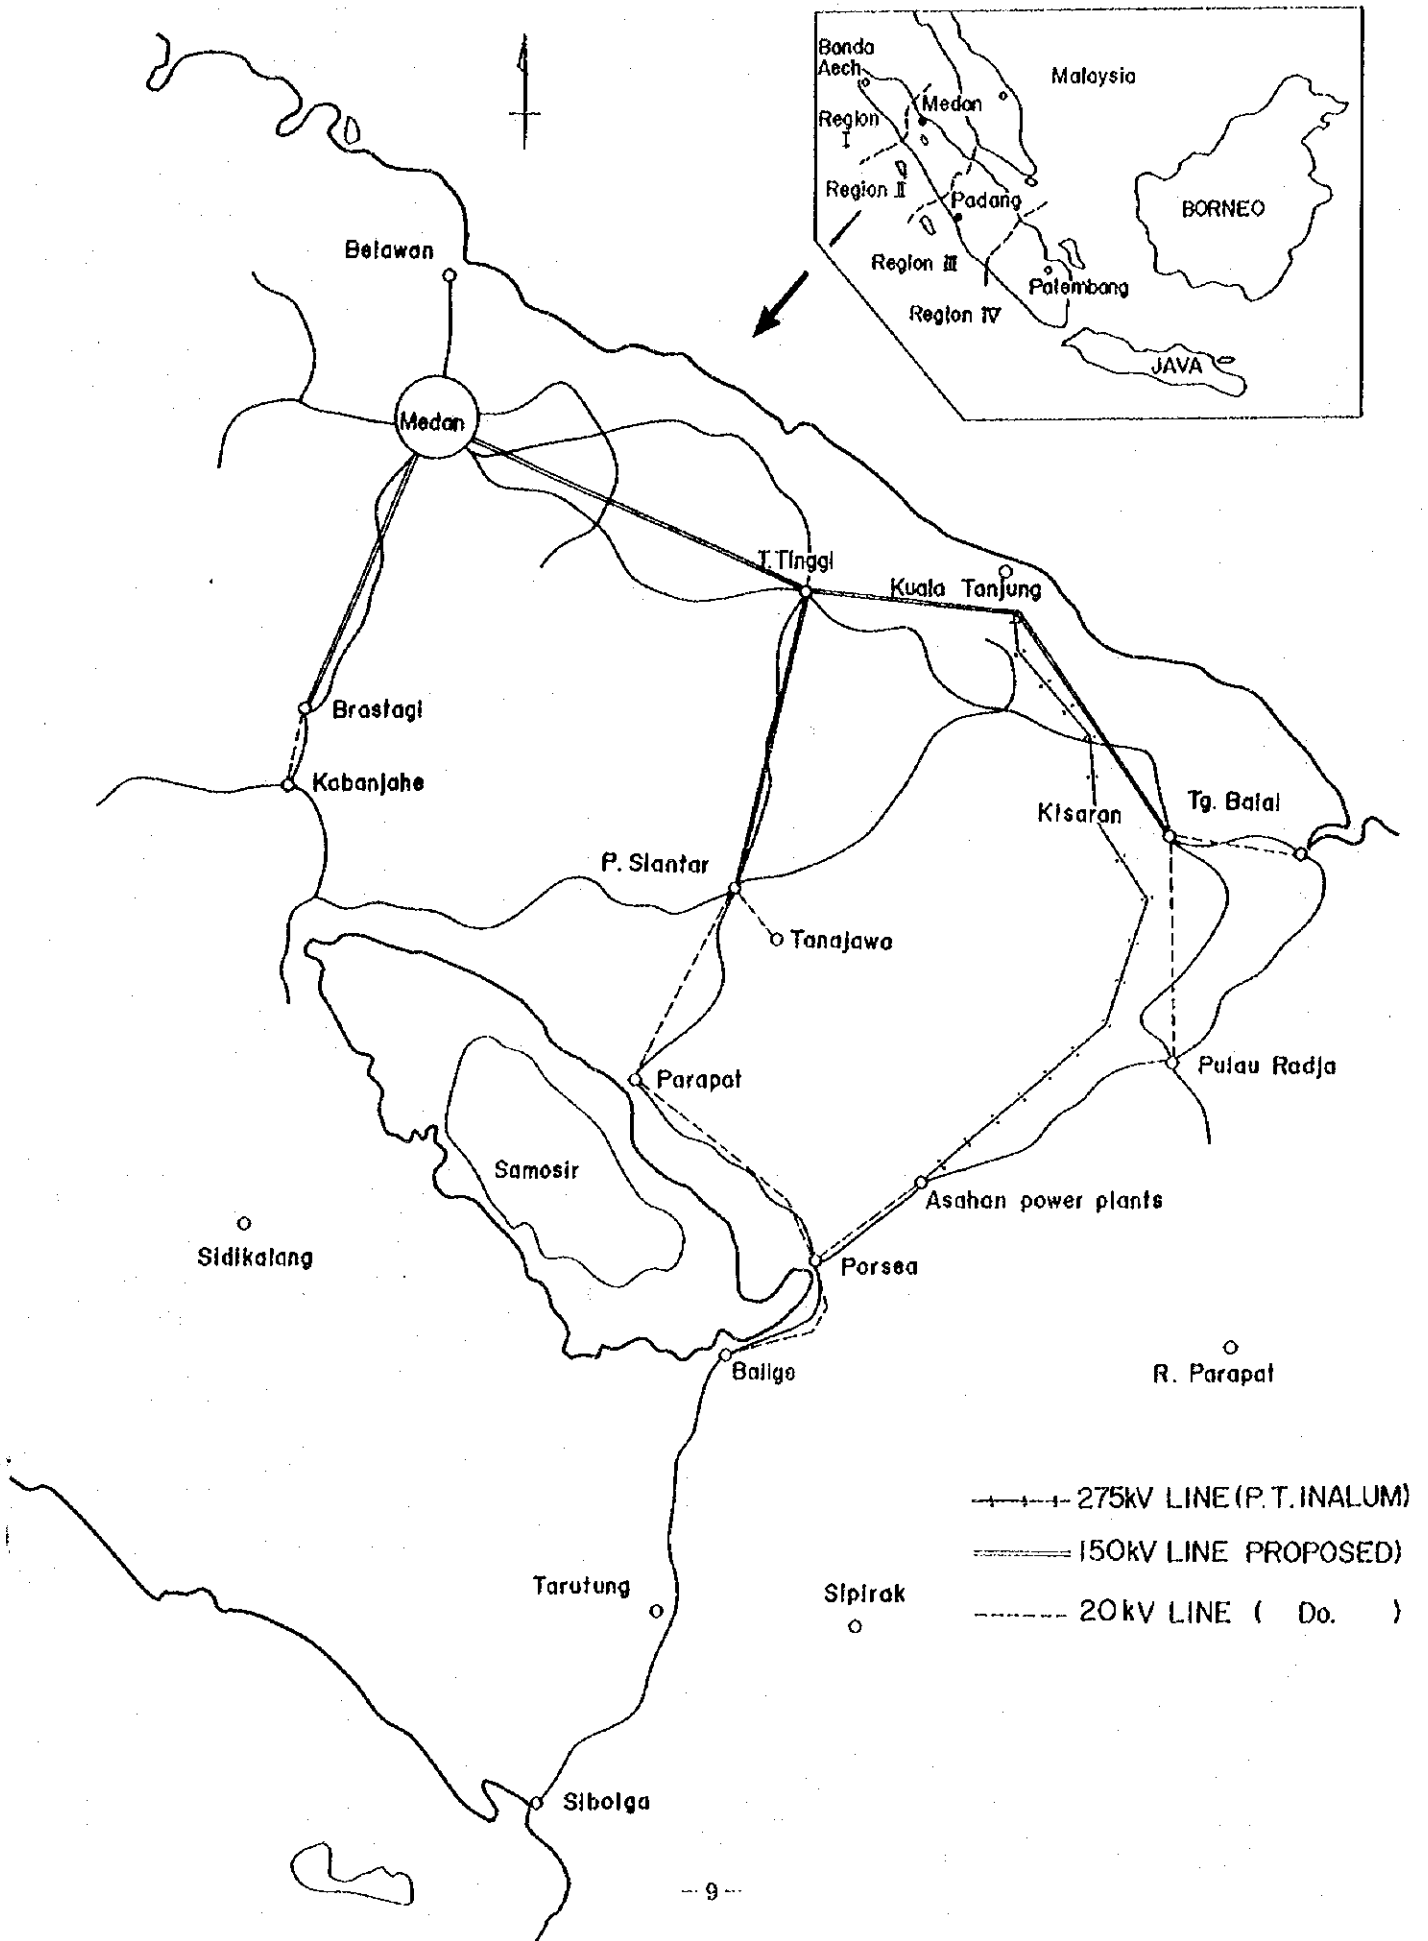 Banda
Aech
Malaysia
Medan
Region
I
Region II
Padang
BORNEO
Region III
Palembang
Region IV
JAVA
Belawan
Medan
T. Tinggi
Kuala Tanjung
Brastagi
Kabanjahe
Kisaran
Tg. Balai
P. Siantar
Tanajawa
Parapat
Pulau Radja
Samosir
Asahan power plants
Sidikalang
Porsea
Balige
R. Parapat
275kV LINE (P.T. INALUM)
150kV LINE PROPOSED)
20kV LINE ( Do. )
Tarutung
Sipirak
Sibolga
-- 9 --